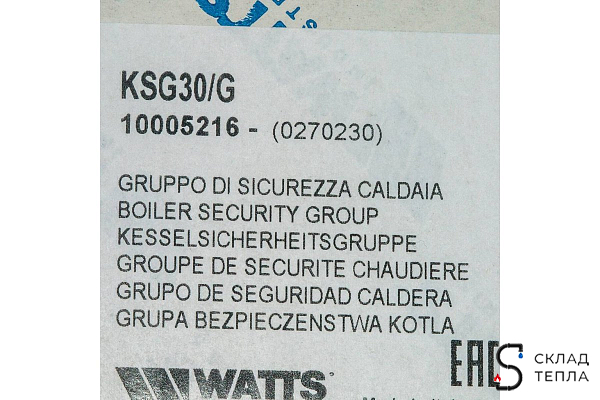 KSG30/G
10005216 - (0270230)
GRUPPO DI SICUREZZA CALDAIA
BOILER SECURITY GROUP
KESSELSICHERHEITSGRUPPE
GROUPE DE SECURITE CHAUDIERE
GRUPO DE SEGURIDAD CALDERA
GRUPA BEZPIECZENSTWA KOTLA
WATTS®
EAC
СКЛАД
ТЕПЛА